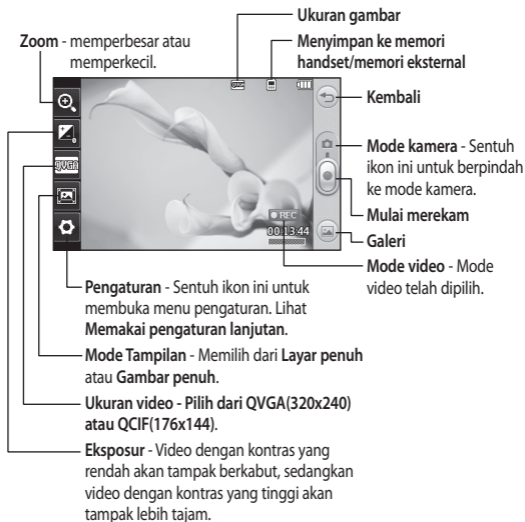 Ukuran gambar
Zoom - memperbesar atau
memperkecil.
Menyimpan ke memori
handset/memori eksternal
Kembali
Mode kamera - Sentuh
ikon ini untuk berpindah
ke mode kamera.
QVGA
Mulai merekam
REC
00:13:44
Galeri
Mode video - Mode
video telah dipilih.
Pengaturan - Sentuh ikon ini untuk
membuka menu pengaturan. Lihat
Memakai pengaturan lanjutan.
Mode Tampilan - Memilih dari Layar penuh
atau Gambar penuh.
Ukuran video - Pilih dari QVGA(320x240)
atau QCIF(176x144).
Eksposur - Video dengan kontras yang
rendah akan tampak berkabut, sedangkan
video dengan kontras yang tinggi akan
tampak lebih tajam.